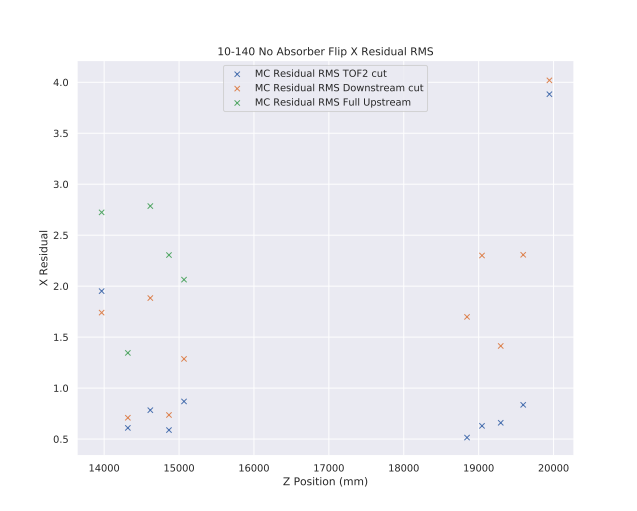 10-140 No Absorber Flip X Residual RMS
MC Residual RMS TOF2 cut
MC Residual RMS Downstream cut
MC Residual RMS Full Upstream
4.0
3.5
3.0
2.5
2.0
1.5
1.0
0.5
X Residual
14000 15000 16000 17000 18000 19000 20000
Z Position (mm)